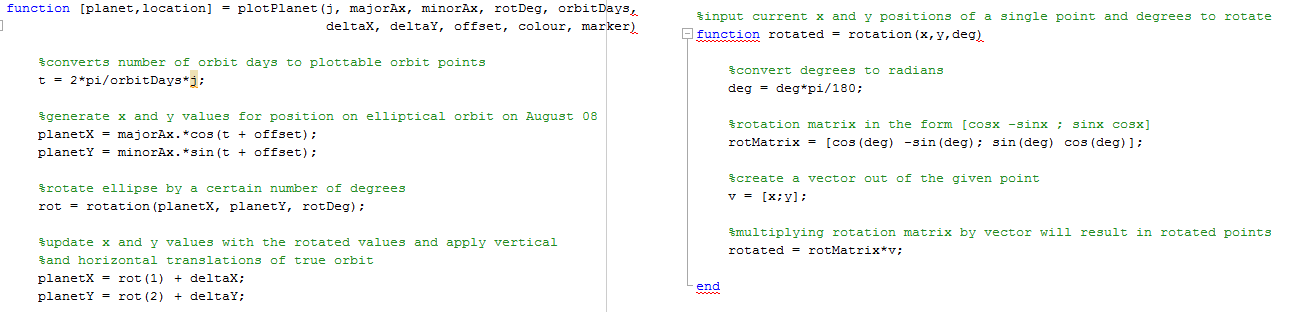 function [planet,location] = plotPlanet(j, majorAx, minorAx, rotDeg, orbitDays,
deltaX, deltaY, offset, colour, marker)
%converts number of orbit days to plottable orbit points
t = 2*pi/orbitDays*j;
%generate x and y values for position on elliptical orbit on August 08
planetX = majorAx.*cos(t + offset);
planetY = minorAx.*sin(t + offset);
%rotate ellipse by a certain number of degrees
rot = rotation(planetX, planetY, rotDeg);
%update x and y values with the rotated values and apply vertical
%and horizontal translations of true orbit
planetX = rot(1) + deltaX;
planetY = rot(2) + deltaY;
%input current x and y positions of a single point and degrees to rotate
function rotated = rotation(x,y,deg)
%convert degrees to radians
deg = deg*pi/180;
%rotation matrix in the form [cosx -sinx ; sinx cosx]
rotMatrix = [cos(deg) -sin(deg); sin(deg) cos(deg)];
%create a vector out of the given point
v = [x;y];
%multiplying rotation matrix by vector will result in rotated points
rotated = rotMatrix*v;
end